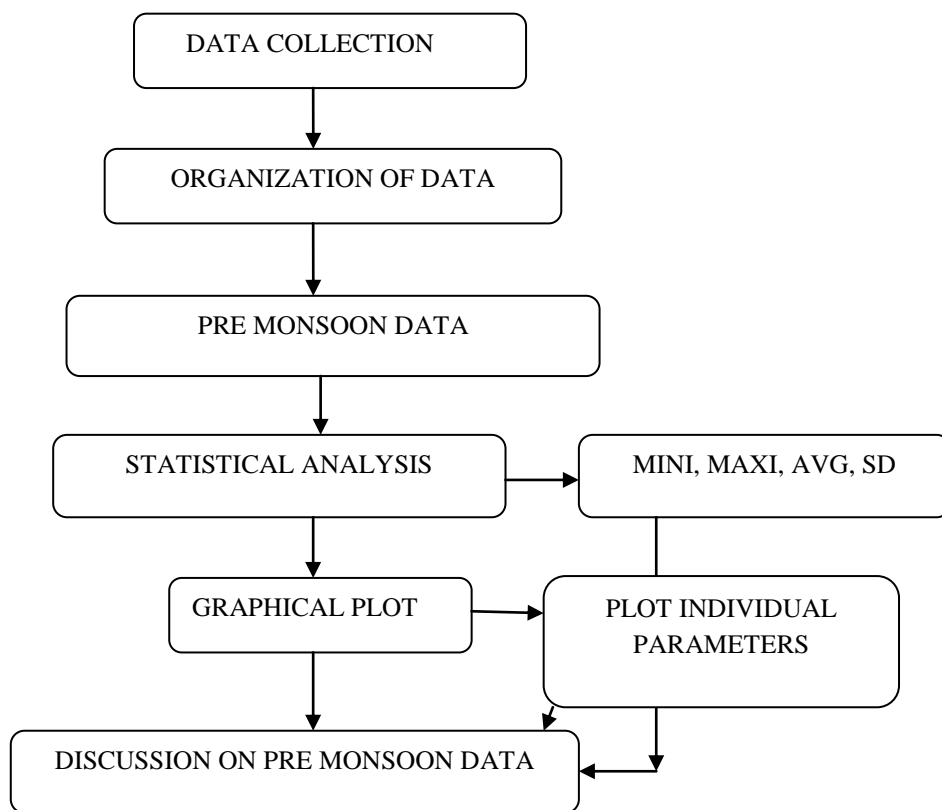 DATA COLLECTION
ORGANIZATION OF DATA
PRE MONSOON DATA
STATISTICAL ANALYSIS
MINI, MAXI, AVG, SD
GRAPHICAL PLOT
PLOT INDIVIDUAL
PARAMETERS
DISCUSSION ON PRE MONSOON DATA